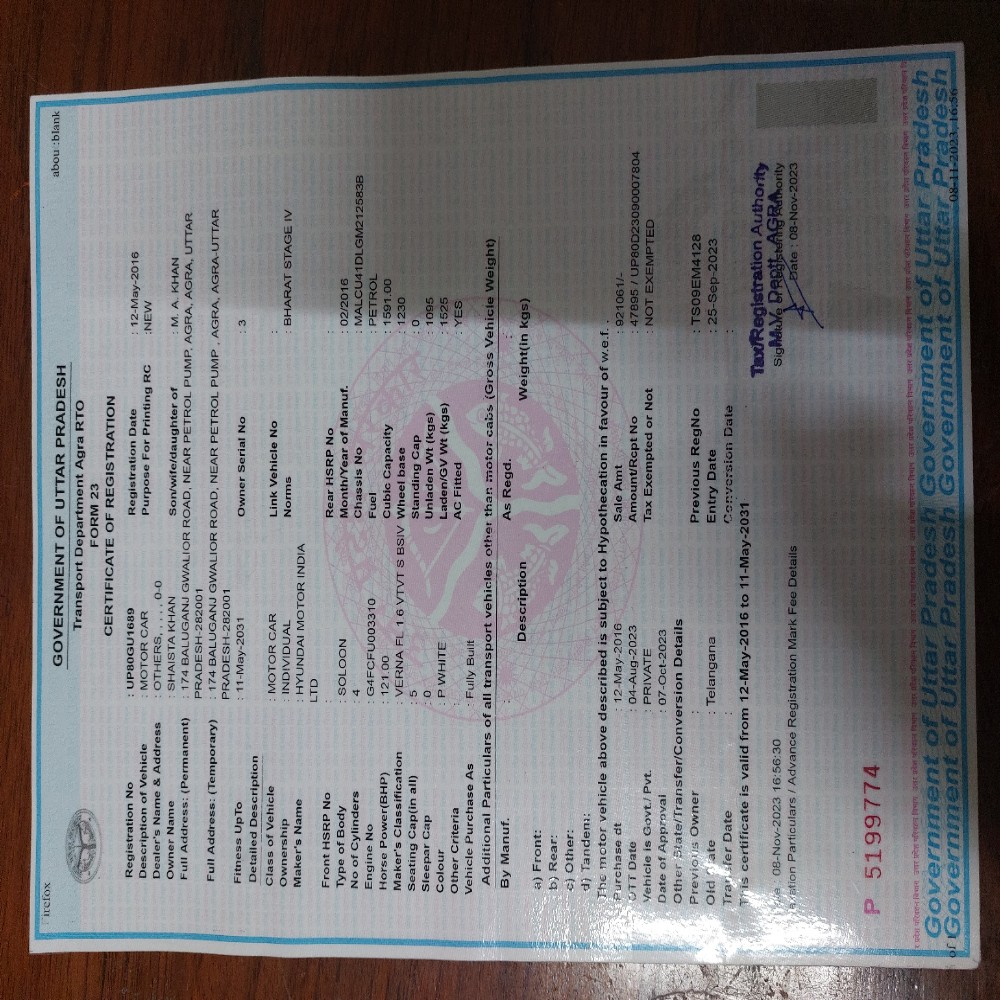 about:blank
GOVERNMENT OF UTTAR PRADESH
Transport Department Agra RTO
FORM 23
CERTIFICATE OF REGISTRATION
Registration No : UP80GU1689 Registration Date : 12-May-2016
Description of Vehicle : MOTOR CAR Purpose For Printing RC : NEW
Dealer's Name & Address : OTHERS, , , , , 0-0
Owner Name : SHAISTA KHAN Son/wife/daughter of : M. A. KHAN
Full Address: (Permanent) : 174 BALUGANJ GWALIOR ROAD, NEAR PETROL PUMP, AGRA, AGRA, UTTAR
PRADESH-282001
Full Address: (Temporary) : 174 BALUGANJ GWALIOR ROAD, NEAR PETROL PUMP , AGRA, AGRA-UTTAR
PRADESH-282001
Fitness UpTo : 11-May-2031 Owner Serial No : 3
Detailed Description
Class of Vehicle : MOTOR CAR Link Vehicle No :
Ownership : INDIVIDUAL Norms : BHARAT STAGE IV
Maker's Name : HYUNDAI MOTOR INDIA
LTD
Front HSRP No : Rear HSRP No :
Type of Body : SOLOON Month/Year of Manuf. : 02/2016
No of Cylinders : 4 Chassis No : MALCU41DLGM212583B
Engine No : G4FCFU003310 Fuel : PETROL
Horse Power(BHP) : 121.00 Cubic Capacity : 1591.00
Maker's Classification : VERNA FL 1.6 VTVT S BSIV Wheel base : 1230
Seating Cap(in all) : 5 Standing Cap : 0
Sleepar Cap : 0 Unladen Wt (kgs) : 1095
Colour : P WHITE Laden/GV Wt (kgs) : 1525
Other Criteria : AC Fitted : YES
Vehicle Purchase As : Fully Built
Additional Particulars of all transport vehicles other than motor cabs (Gross Vehicle Weight)
By Manuf. : As Regd. :
Description Weight(in kgs)
a) Front:
b) Rear:
c) Other:
d) Tandem:;
The motor vehicle above described is subject to Hypothecation in favour of w.e.f. .
Purchase dt : 12-May-2016 Sale Amt : 921061/-
OTT Date : 04-Aug-2023 Amount/Rcpt No : 47895 / UP80D23090007804
Vehicle is Govt./ Pvt. : PRIVATE Tax Exempted or Not : NOT EXEMPTED
Date of Approval : 07-Oct-2023
Other State/Transfer/Conversion Details
Previous Owner : Previous RegNo : TS09EM4128
Old State : Telangana Entry Date : 25-Sep-2023
Transfer Date : Conversion Date :
This certificate is valid from 12-May-2016 to 11-May-2031
Tax/Registration Authority
M.V. Deptt. AGRA
Signature of Registering Authority
Date : 08-Nov-2023
08-Nov-2023 16:56:30
Particulars / Advance Registration Mark Fee Details
P 5199774
Government of Uttar Pradesh Government of Uttar Pradesh
Government of Uttar Pradesh Government of Uttar Pradesh
08-11-2023, 16:56